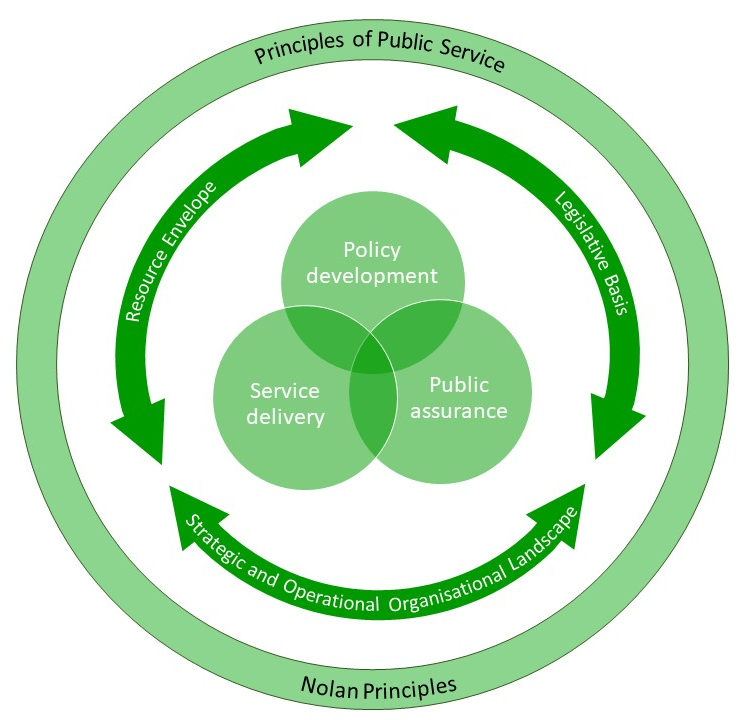 Principles of Public Service
Resource Envelope
Legislative Basis
Policy
development
Service
delivery
Public
assurance
Strategic and Operational Organisational Landscape
Nolan Principles